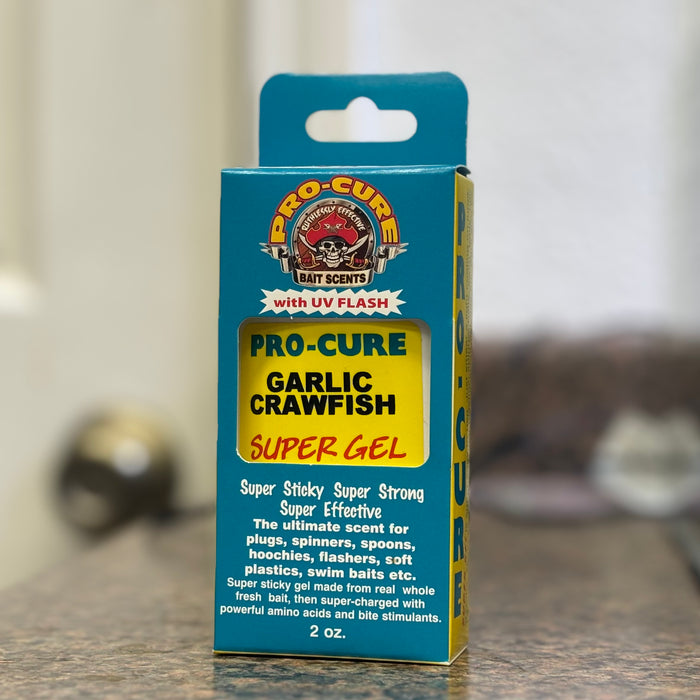 PRO-CURE
RUTHLESSLY EFFECTIVE
BAIT SCENTS
with UV FLASH
PRO-CURE
GARLIC
CRAWFISH
SUPER GEL
Super Sticky Super Strong
Super Effective
The ultimate scent for
plugs, spinners, spoons,
hoochies, flashers, soft
plastics, swim baits etc.
Super sticky gel made from real whole
fresh bait, then super-charged with
powerful amino acids and bite stimulants.
2 oz.
PRO-CURE